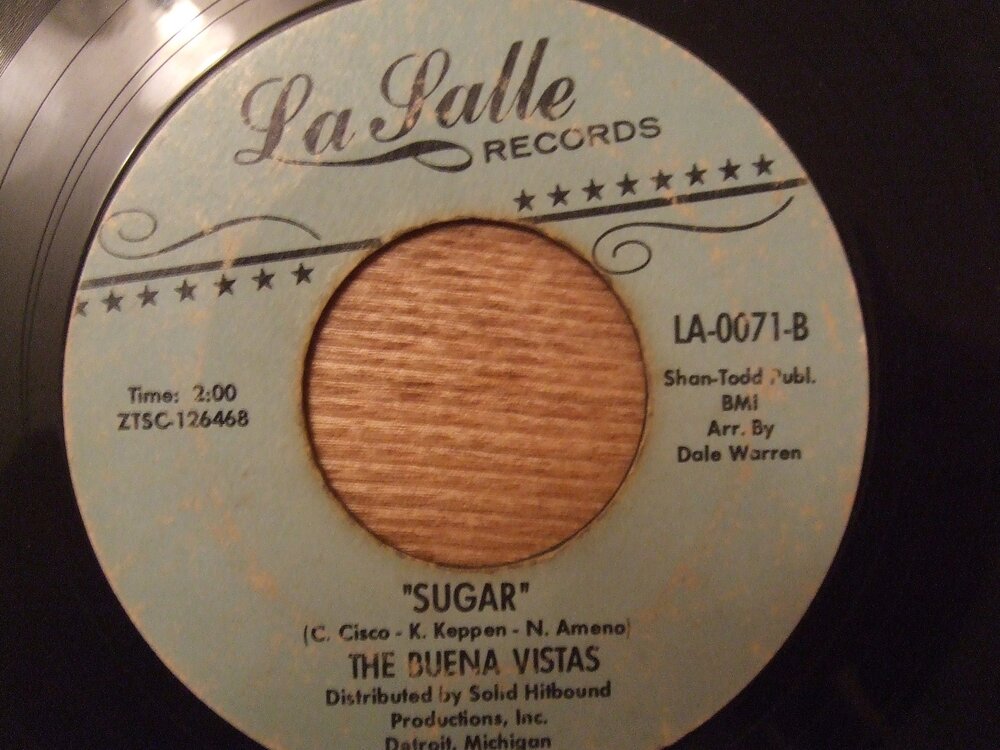 La Salle
RECORDS
LA-0071-B
Shan-Todd Publ.
BMI
Arr. By
Dale Warren
Time: 2:00
ZTSC-126468
"SUGAR"
(C. Cisco - K. Keppen - N. Ameno)
THE BUENA VISTAS
Distributed by Solid Hitbound
Productions, Inc.
Detroit, Michigan